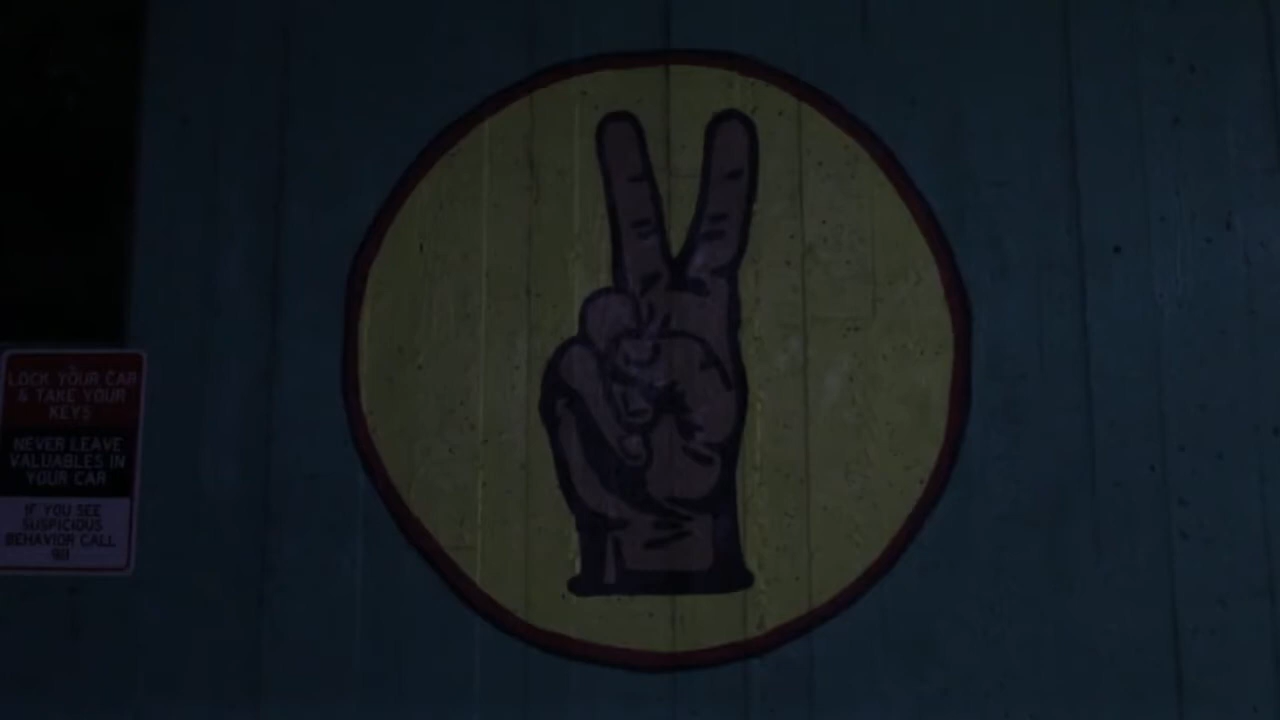 LOCK YOUR CAR
& TAKE YOUR
KEYS
NEVER LEAVE
VALUABLES IN
YOUR CAR
IF YOU SEE
SUSPICIOUS
BEHAVIOR CALL
911